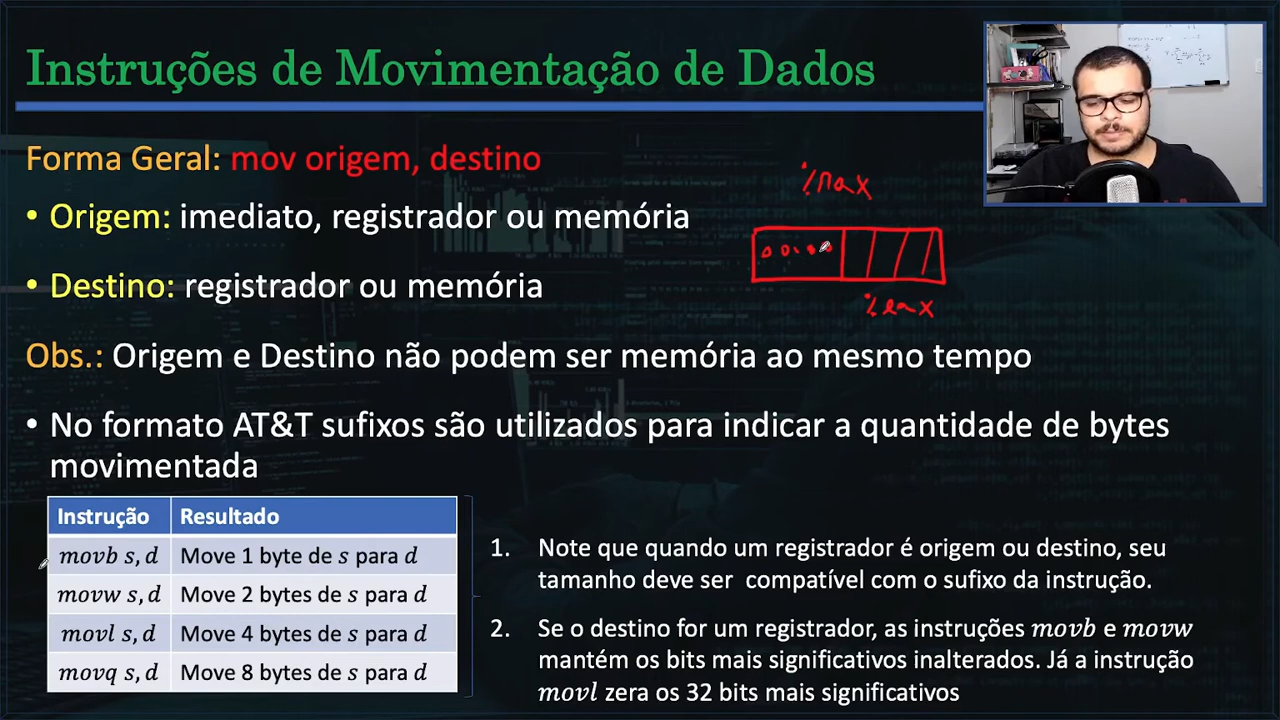 Instruções de Movimentação de Dados
Forma Geral: mov origem, destino
• Origem: imediato, registrador ou memória
• Destino: registrador ou memória
%rax
00000
%eax
Obs.: Origem e Destino não podem ser memória ao mesmo tempo
• No formato AT&T sufixos são utilizados para indicar a quantidade de bytes
movimentada
Instrução Resultado
movb s, d Move 1 byte de s para d
movw s, d Move 2 bytes de s para d
movl s, d Move 4 bytes de s para d
movq s, d Move 8 bytes de s para d
1. Note que quando um registrador é origem ou destino, seu
tamanho deve ser compatível com o sufixo da instrução.
2. Se o destino for um registrador, as instruções movb e movw
mantém os bits mais significativos inalterados. Já a instrução
movl zera os 32 bits mais significativos